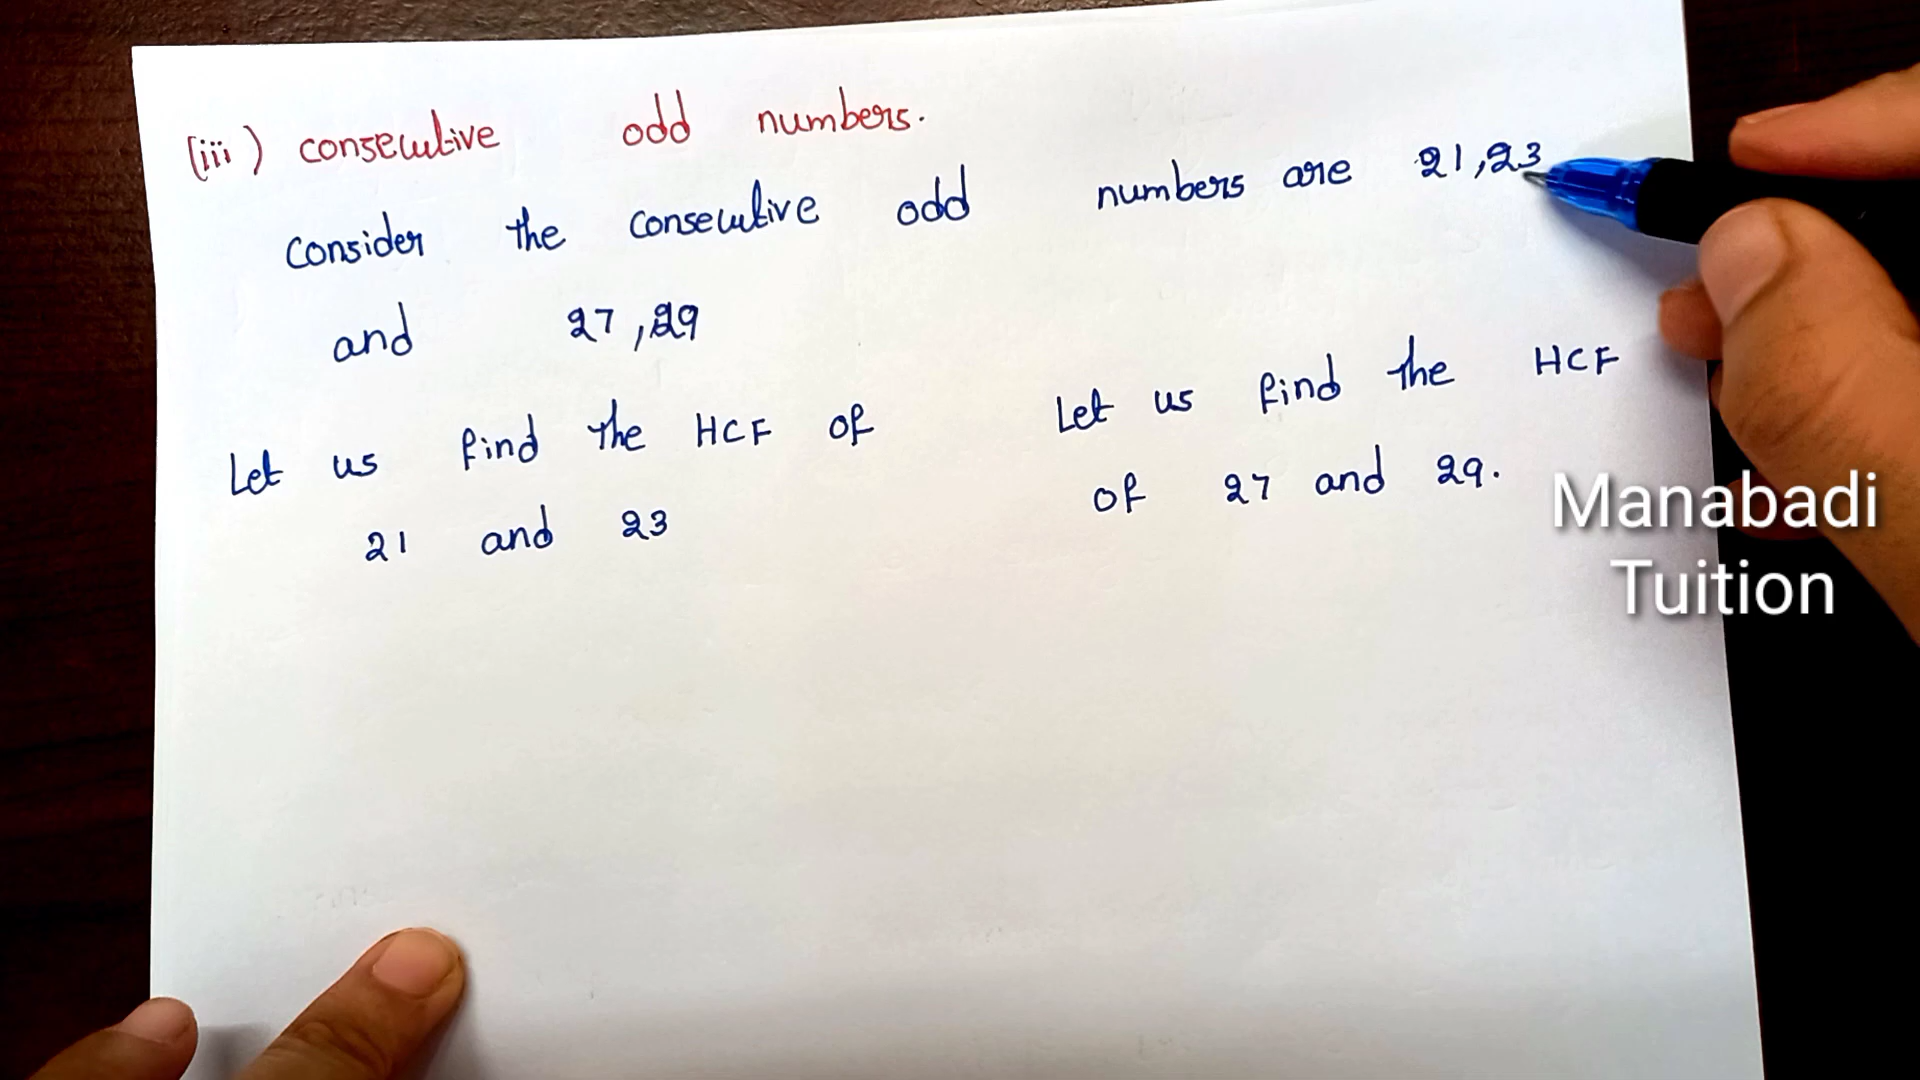 (iii) consecutive odd numbers.
Consider the consecutive odd numbers are 21,23
and 27,29
Let us find the HCF of
21 and 23
Let us find the HCF
of 27 and 29.
Manabadi
Tuition